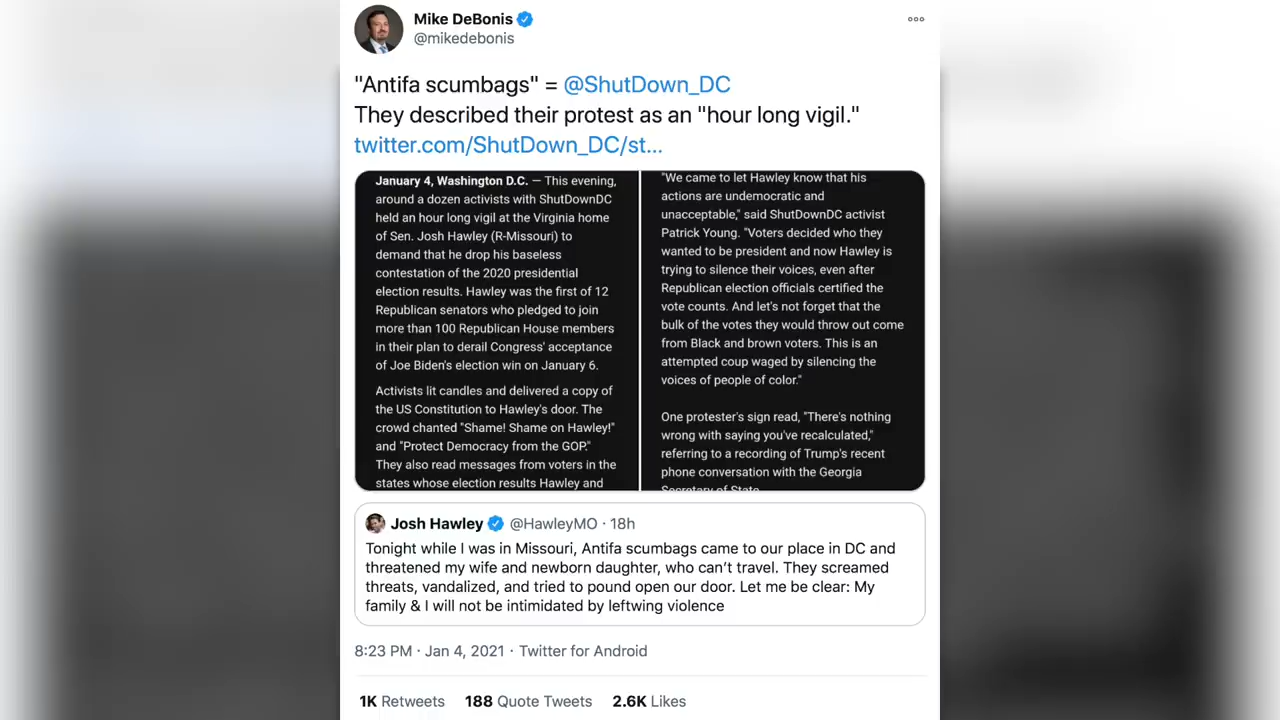 Mike DeBonis
@mikedebonis
"Antifa scumbags" = @ShutDown_DC
They described their protest as an "hour long vigil."
twitter.com/ShutDown_DC/st...
January 4, Washington D.C. — This evening,
around a dozen activists with ShutDownDC
held an hour long vigil at the Virginia home
of Sen. Josh Hawley (R-Missouri) to
demand that he drop his baseless
contestation of the 2020 presidential
election results. Hawley was the first of 12
Republican senators who pledged to join
more than 100 Republican House members
in their plan to derail Congress' acceptance
of Joe Biden's election win on January 6.
Activists lit candles and delivered a copy of
the US Constitution to Hawley's door. The
crowd chanted "Shame! Shame on Hawley!"
and "Protect Democracy from the GOP."
They also read messages from voters in the
states whose election results Hawley and
"We came to let Hawley know that his
actions are undemocratic and
unacceptable," said ShutDownDC activist
Patrick Young. "Voters decided who they
wanted to be president and now Hawley is
trying to silence their voices, even after
Republican election officials certified the
vote counts. And let's not forget that the
bulk of the votes they would throw out come
from Black and brown voters. This is an
attempted coup waged by silencing the
voices of people of color."
One protester's sign read, "There's nothing
wrong with saying you've recalculated,"
referring to a recording of Trump's recent
phone conversation with the Georgia
Secretary of State
Josh Hawley @HawleyMO · 18h
Tonight while I was in Missouri, Antifa scumbags came to our place in DC and
threatened my wife and newborn daughter, who can't travel. They screamed
threats, vandalized, and tried to pound open our door. Let me be clear: My
family & I will not be intimidated by leftwing violence
8:23 PM · Jan 4, 2021 · Twitter for Android
1K Retweets 188 Quote Tweets 2.6K Likes